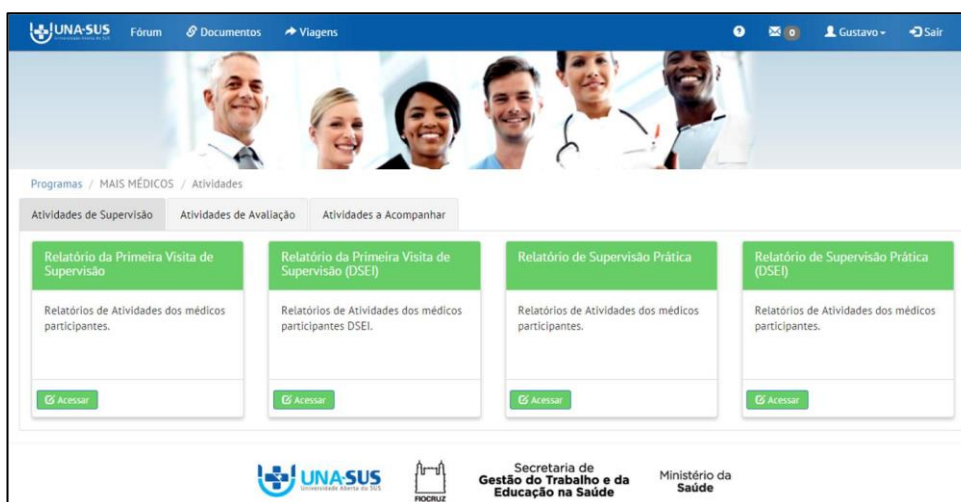 UNA-SUS Fórum Documentos Viagens 0 Gustavo Sair
Universidade Aberta do SUS
Programas / MAIS MÉDICOS / Atividades
Atividades de Supervisão Atividades de Avaliação Atividades a Acompanhar
Relatório da Primeira Visita de
Supervisão
Relatórios de Atividades dos médicos
participantes.
Acessar
Relatório da Primeira Visita de
Supervisão (DSEI)
Relatórios de Atividades dos médicos
participantes DSEI.
Acessar
Relatório de Supervisão Prática
Relatórios de Atividades dos médicos
participantes.
Acessar
Relatório de Supervisão Prática
(DSEI)
Relatórios de Atividades dos médicos
participantes.
Acessar
UNA-SUS
Universidade Aberta do SUS
FIOCRUZ
Secretaria de
Gestão do Trabalho e da
Educação na Saúde
Ministério da
Saúde